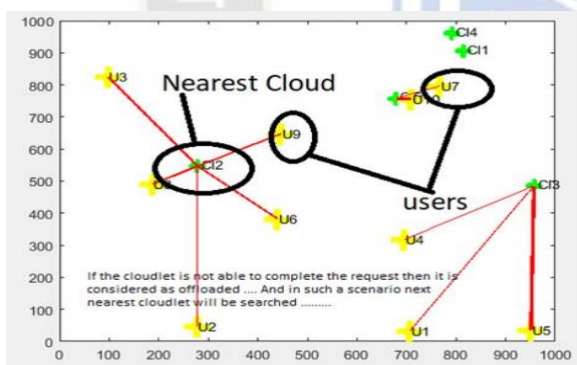 1000
900
800
700
600
500
400
300
200
100
0
0 100 200 300 400 500 600 700 800 900 1000
Cl4
Cl1
U3
Nearest Cloud
U7
U10
U9
Cl2
Cl3
users
U6
U4
If the cloudlet is not able to complete the request then it is
considered as offloaded .... And in such a scenario next
nearest cloudlet will be searched .........
U2
U1
U5